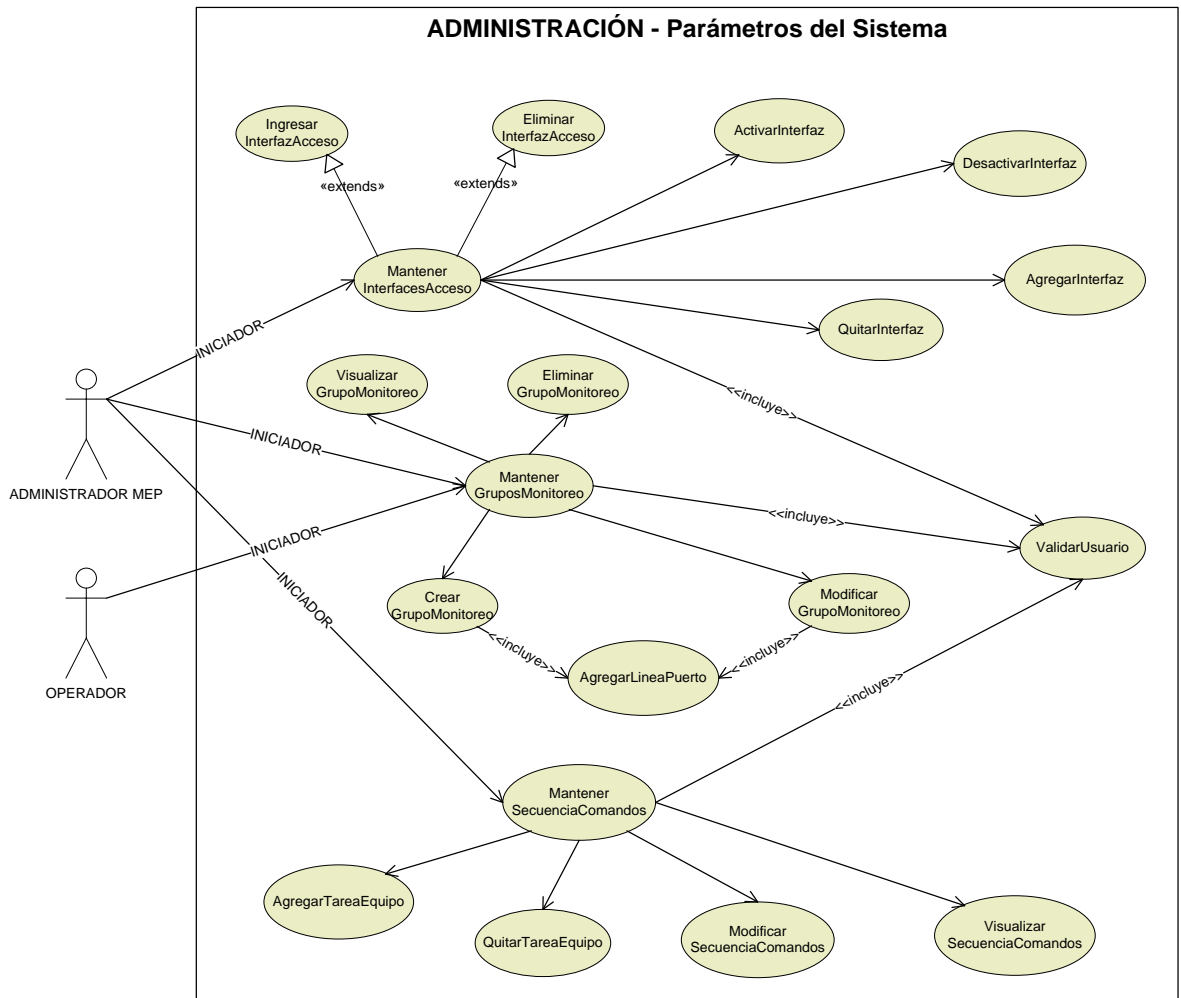 ADMINISTRACIÓN - Parámetros del Sistema
Ingresar
InterfazAcceso
Eliminar
InterfazAcceso
ActivarInterfaz
DesactivarInterfaz
«extends»
«extends»
Mantener
InterfacesAcceso
AgregarInterfaz
QuitarInterfaz
INICIADOR
Visualizar
GrupoMonitoreo
Eliminar
GrupoMonitoreo
<<incluye>>
INICIADOR
Mantener
GruposMonitoreo
ADMINISTRADOR MEP
<<incluye>>
INICIADOR
ValidarUsuario
INICIADOR
Crear
GrupoMonitoreo
Modificar
GrupoMonitoreo
<<incluye>>
<<incluye>>
AgregarLineaPuerto
OPERADOR
<<incluye>>
Mantener
SecuenciaComandos
AgregarTareaEquipo
QuitarTareaEquipo
Modificar
SecuenciaComandos
Visualizar
SecuenciaComandos